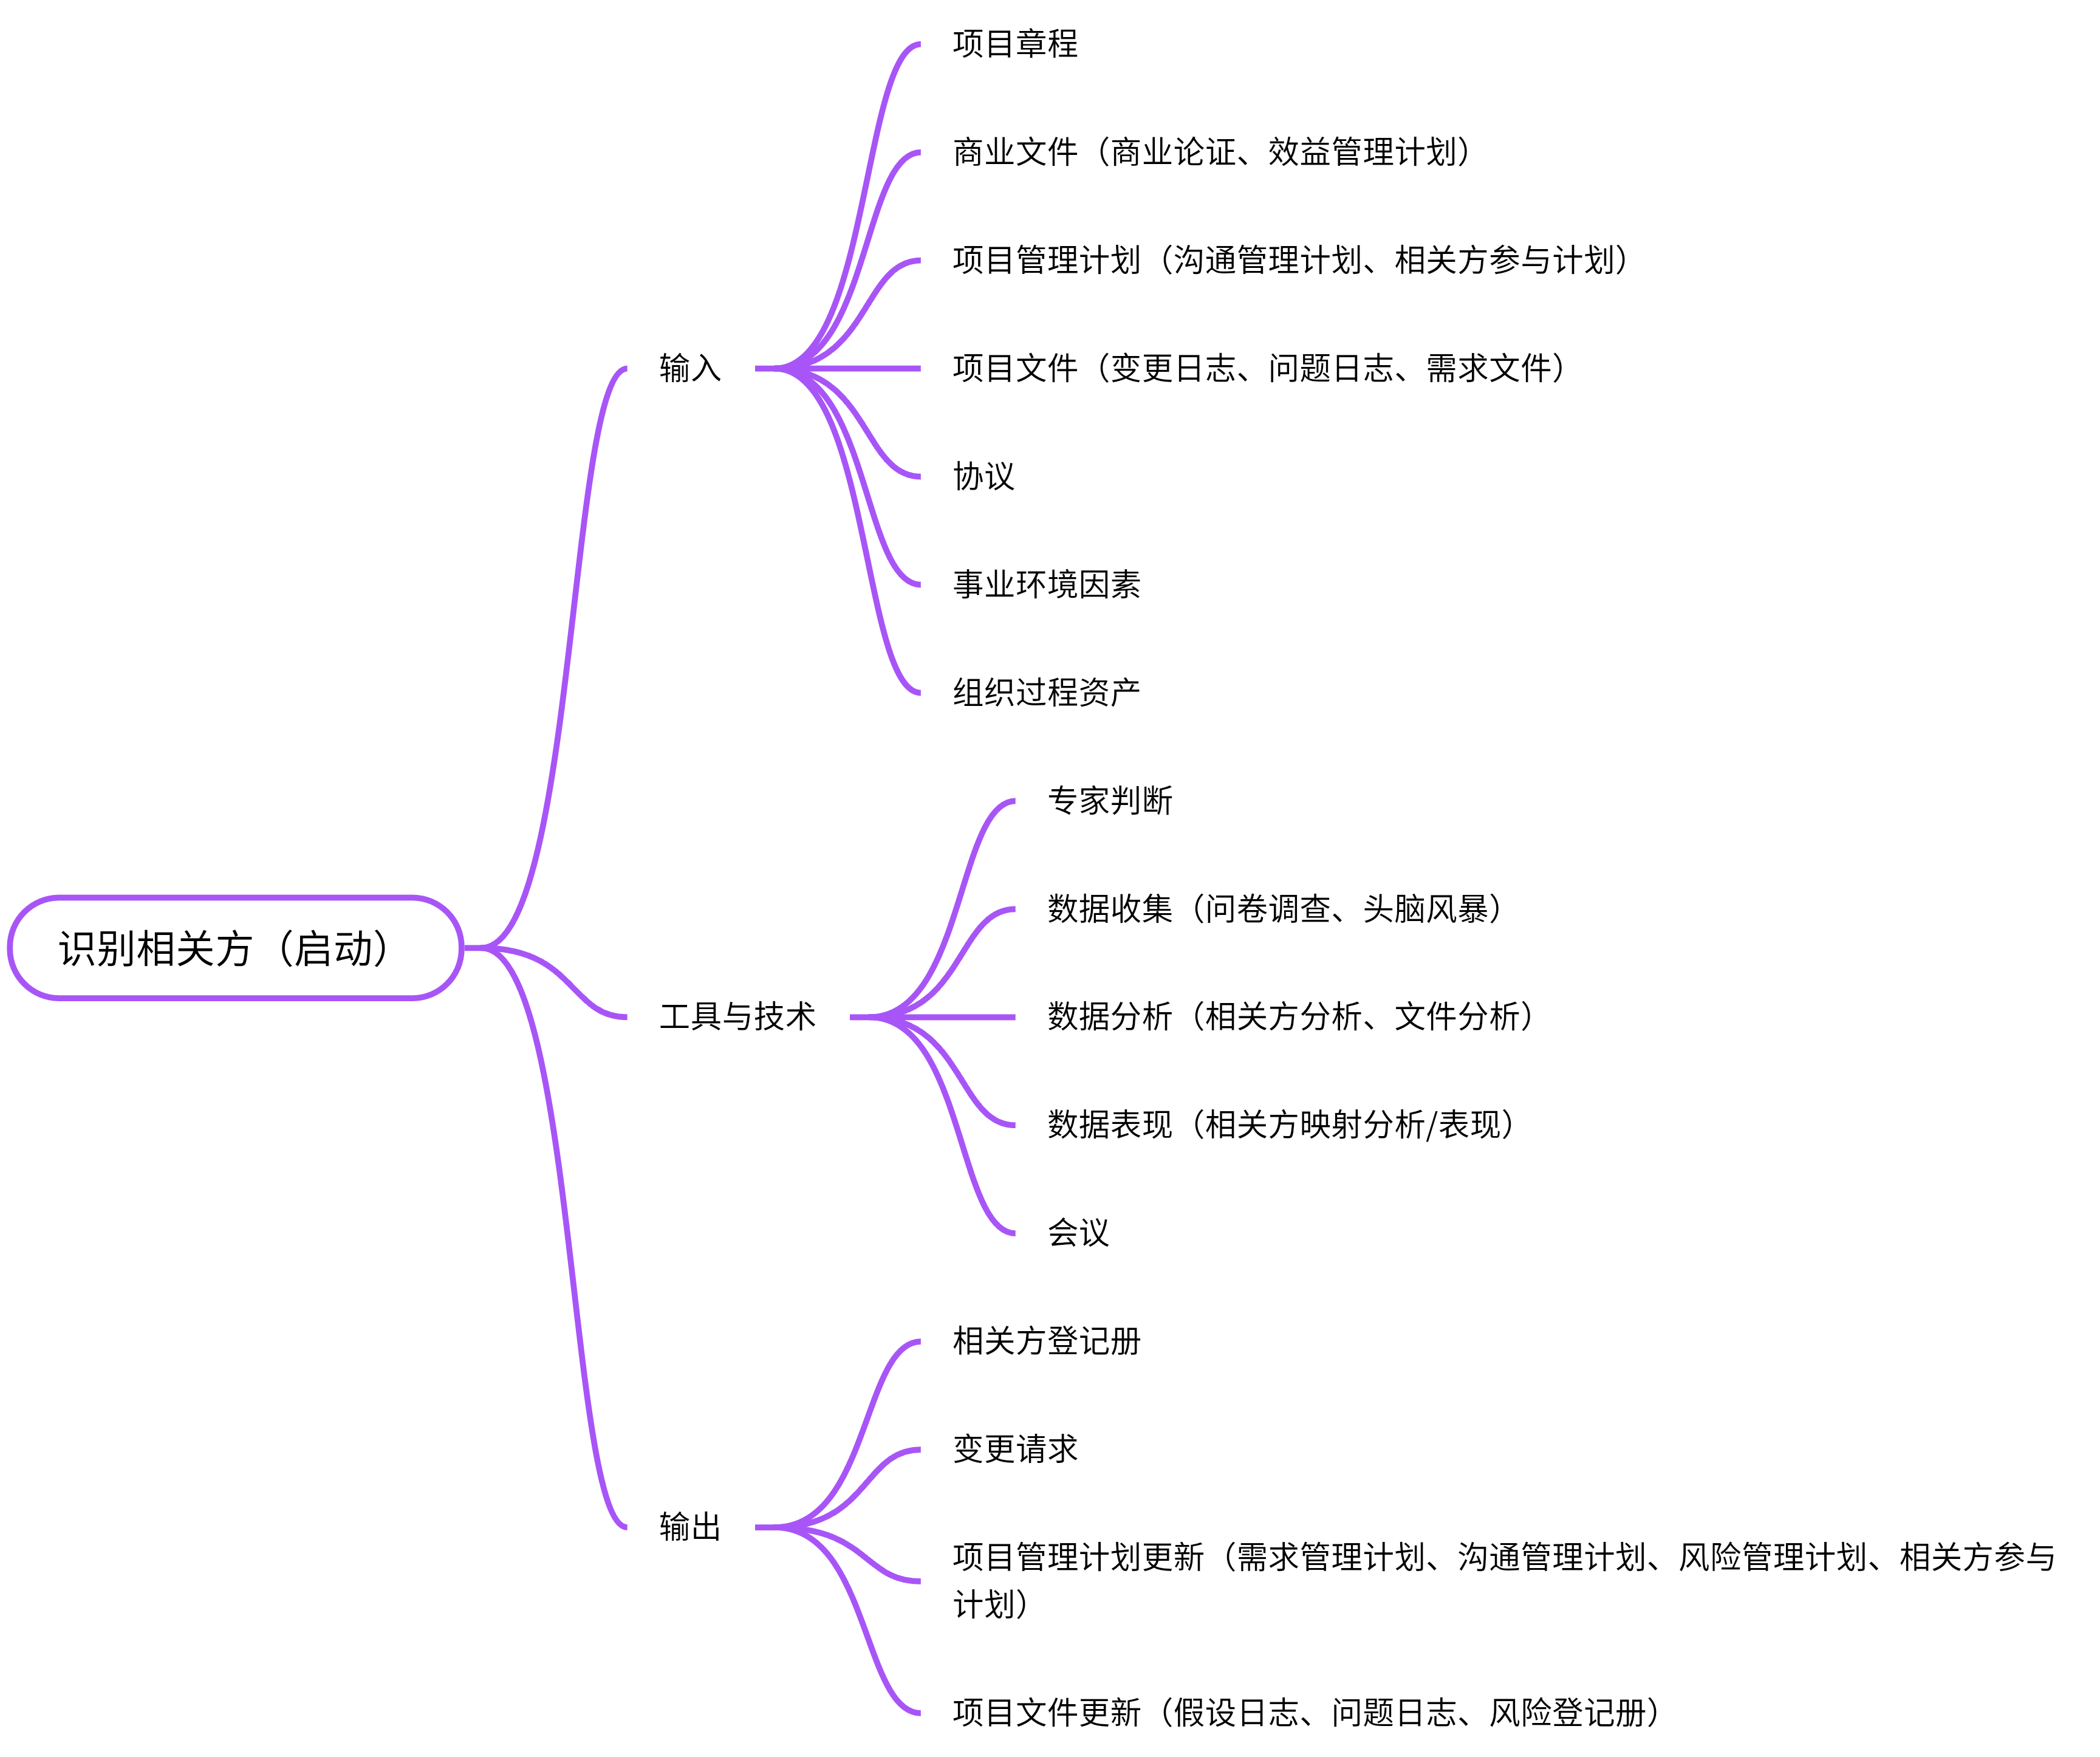 项目章程
商业文件（商业论证、效益管理计划）
项目管理计划（沟通管理计划、相关方参与计划）
输入
项目文件（变更日志、问题日志、需求文件）
协议
事业环境因素
组织过程资产
识别相关方（启动）
专家判断
数据收集（问卷调查、头脑风暴）
工具与技术
数据分析（相关方分析、文件分析）
数据表现（相关方映射分析/表现）
会议
相关方登记册
变更请求
输出
项目管理计划更新（需求管理计划、沟通管理计划、风险管理计划、相关方参与
计划）
项目文件更新（假设日志、问题日志、风险登记册）